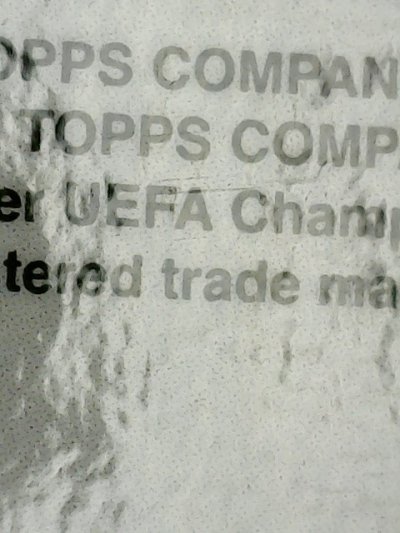 OPPS COMPAN
TOPPS COMP
er UEFA Champ
tered trade ma